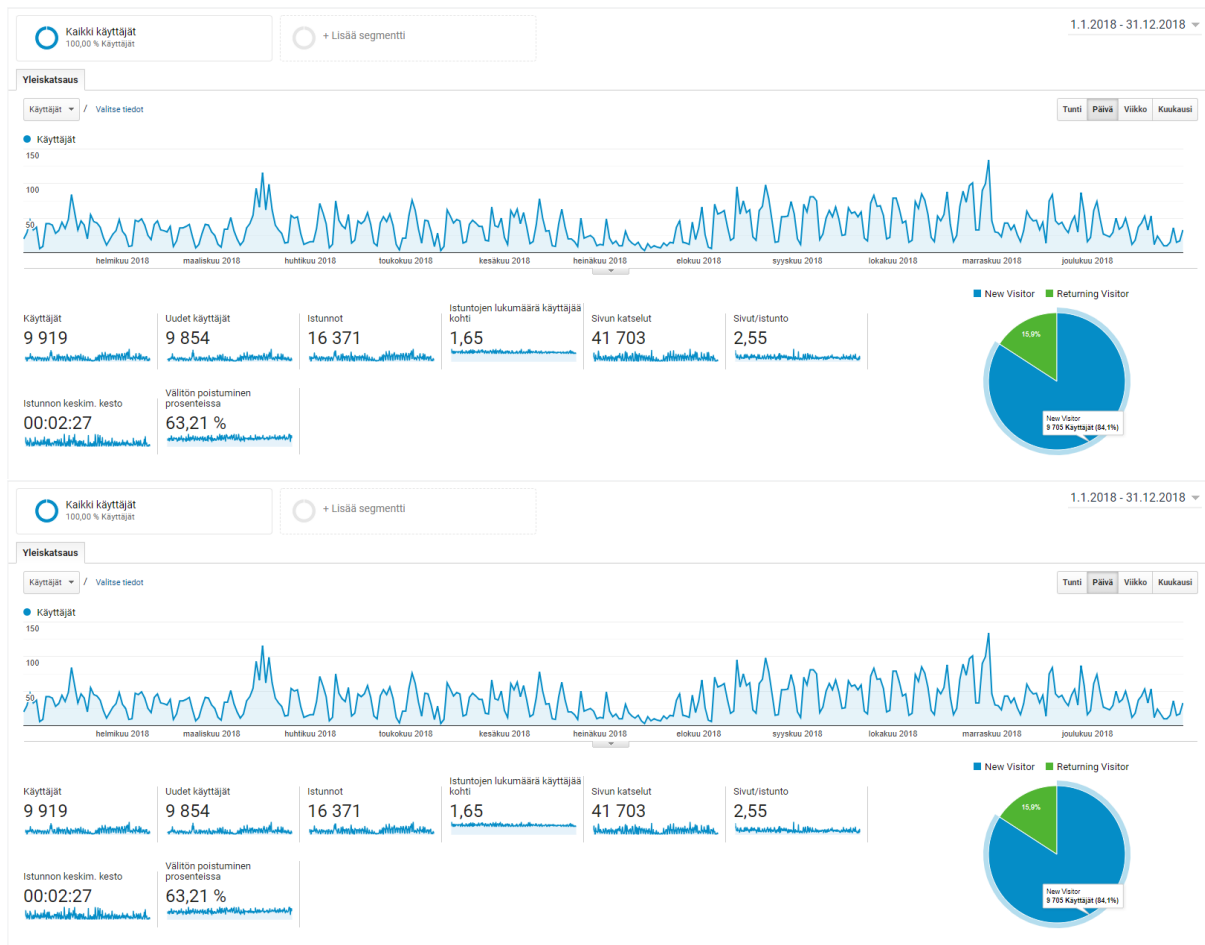 Kaikki käyttäjät
100,00 % Käyttäjät
+ Lisää segmentti
1.1.2018 - 31.12.2018
Yleiskatsaus
Käyttäjät / Valitse tiedot
Tunti Päivä Viikko Kuukausi
Käyttäjät
150
100
50
helmikuu 2018 maaliskuu 2018 huhtikuu 2018 toukokuu 2018 kesäkuu 2018 heinäkuu 2018 elokuu 2018 syyskuu 2018 lokakuu 2018 marraskuu 2018 joulukuu 2018
New Visitor Returning Visitor
Käyttäjät
9 919
Uudet käyttäjät
9 854
Istunnot
16 371
Istuntojen lukumäärä käyttäjää
kohti
1,65
Sivun katselut
41 703
Sivut/istunto
2,55
Istunnon keskim. kesto
00:02:27
Välitön poistuminen
prosenteissa
63,21 %
15,9%
New Visitor
9 705 Käyttäjät (84,1%)
Kaikki käyttäjät
100,00 % Käyttäjät
+ Lisää segmentti
1.1.2018 - 31.12.2018
Yleiskatsaus
Käyttäjät / Valitse tiedot
Tunti Päivä Viikko Kuukausi
Käyttäjät
150
100
50
helmikuu 2018 maaliskuu 2018 huhtikuu 2018 toukokuu 2018 kesäkuu 2018 heinäkuu 2018 elokuu 2018 syyskuu 2018 lokakuu 2018 marraskuu 2018 joulukuu 2018
New Visitor Returning Visitor
Käyttäjät
9 919
Uudet käyttäjät
9 854
Istunnot
16 371
Istuntojen lukumäärä käyttäjää
kohti
1,65
Sivun katselut
41 703
Sivut/istunto
2,55
Istunnon keskim. kesto
00:02:27
Välitön poistuminen
prosenteissa
63,21 %
15,9%
New Visitor
9 705 Käyttäjät (84,1%)